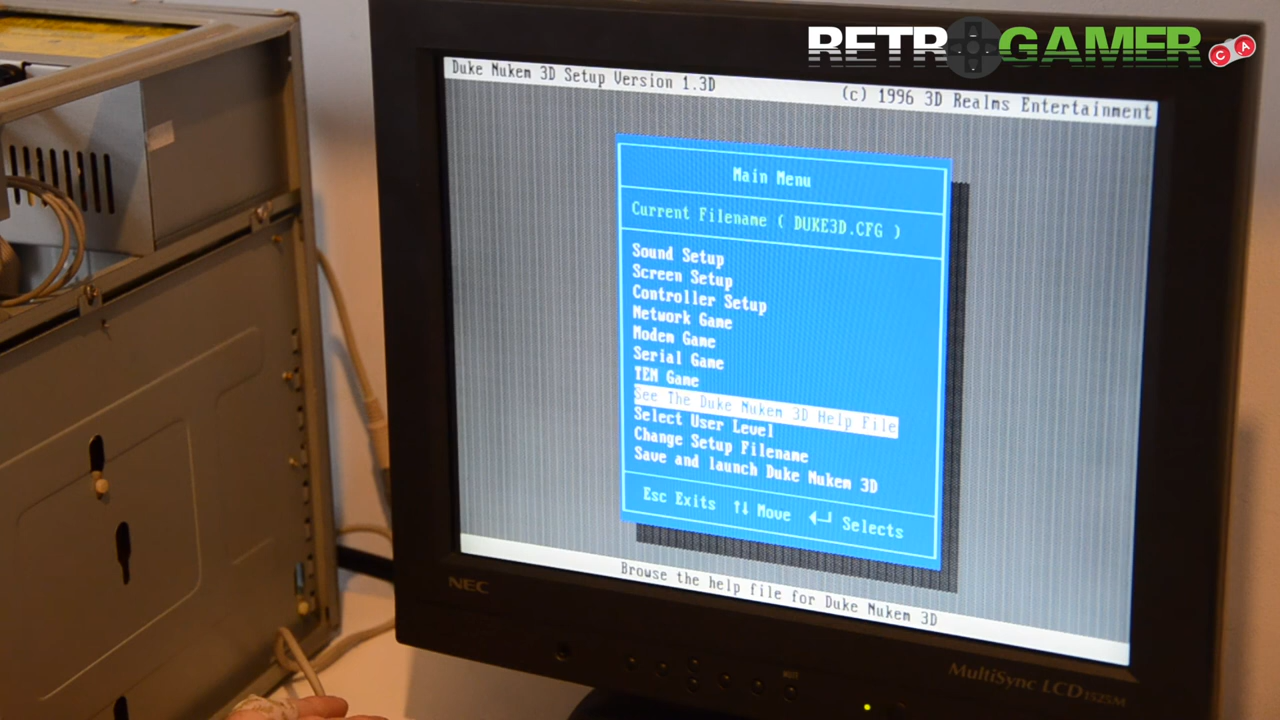 RETROGAMER CA
Duke Nukem 3D Setup Version 1.3D
(c) 1996 3D Realms Entertainment
Main Menu
Current Filename ( DUKE3D.CFG )
Sound Setup
Screen Setup
Controller Setup
Network Game
Modem Game
Serial Game
TEN Game
See The Duke Nukem 3D Help File
Select User Level
Change Setup Filename
Save and launch Duke Nukem 3D
Esc Exits ↑↓ Move ↵ Selects
Browse the help file for Duke Nukem 3D
NEC
MultiSync LCD 1525M